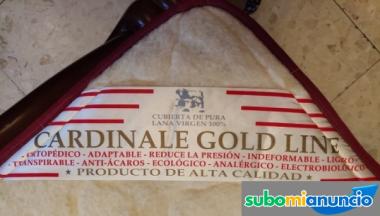 CUBIERTA DE PURA
LANA VIRGEN 100%
CARDINALE GOLD LINE
ORTOPÉDICO - ADAPTABLE - REDUCE LA PRESIÓN - INDEFORMABLE - LIGERO
TRANSPIRABLE - ANTI-ÁCAROS - ECOLÓGICO - ANALÉRGICO - ELECTROBIOLÓGICO
★ PRODUCTO DE ALTA CALIDAD ★
subomianuncio
.com